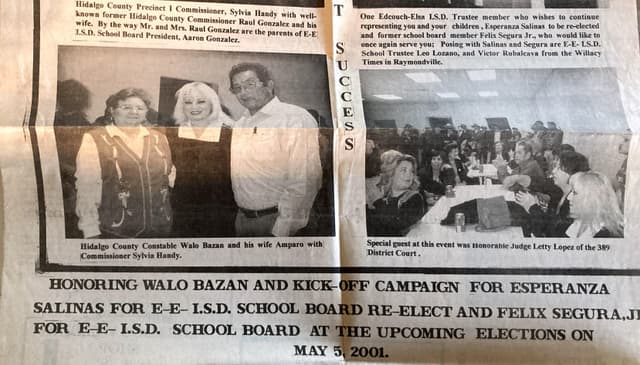 Hidalgo County Precinct I Commissioner, Sylvia Handy with well-
known former Hidalgo County Commissioner Raul Gonzalez and his
wife. By the way Mr. and Mrs. Raul Gonzalez are the parents of E-E
I.S.D. School Board President, Aaron Gonzalez.
T
SUCCESS
One Edcouch-Elsa I.S.D. Trustee member who wishes to continue
representing you and your children , Esperanza Salinas to be re-elected
and former school board member Felix Segura Jr., who would like to
once again serve you; Posing with Salinas and Segura are E-E- I.S.D.
School Trustee Leo Lozano, and Victor Rubalcava from the Willacy
Times in Raymondville.
Hidalgo County Constable Walo Bazan and his wife Amparo with
Commissioner Sylvia Handy.
Special guest at this event was Honorable Judge Letty Lopez of the 389
District Court .
HONORING WALO BAZAN AND KICK-OFF CAMPAIGN FOR ESPERANZA
SALINAS FOR E-E- I.S.D. SCHOOL BOARD RE-ELECT AND FELIX SEGURA,JR
FOR E-E- I.S.D. SCHOOL BOARD AT THE UPCOMING ELECTIONS ON
MAY 5, 2001.